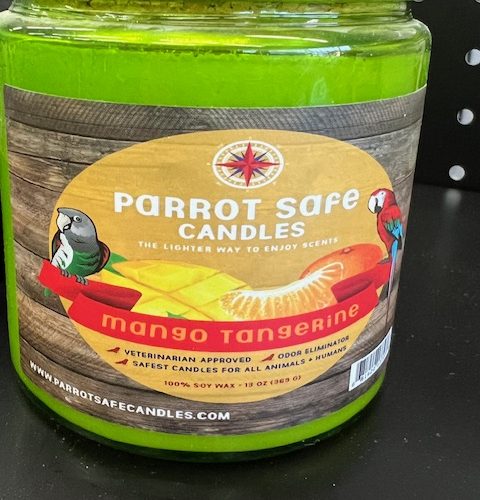 PARROT SAFE
CANDLES
THE LIGHTER WAY TO ENJOY SCENTS
MANGO TANGERINE
VETERINARIAN APPROVED ODOR ELIMINATOR
SAFEST CANDLES FOR ALL ANIMALS + HUMANS
100% SOY WAX - 13 OZ (369 G)
WWW.PARROTSAFECANDLES.COM